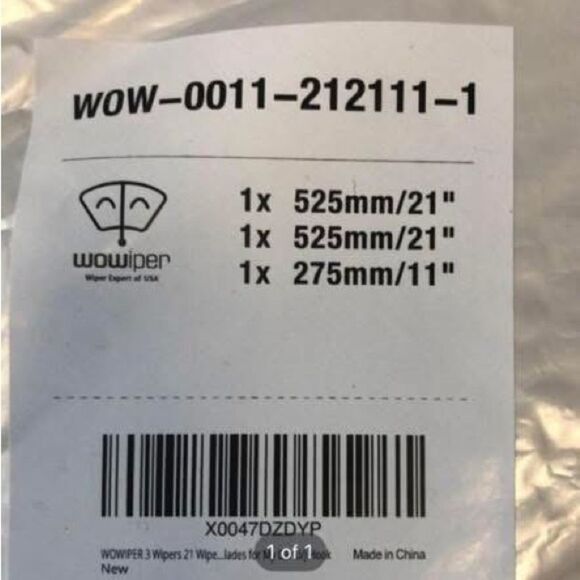 WOW-0011-212111-1
1x 525mm/21"
1x 525mm/21"
1x 275mm/11"
wowiper
Wiper Expert of USA
X0047DZDYP
WOWIPER 3 Wipers 21 Wipe...lades for Hook Made in China
New
1 of 1